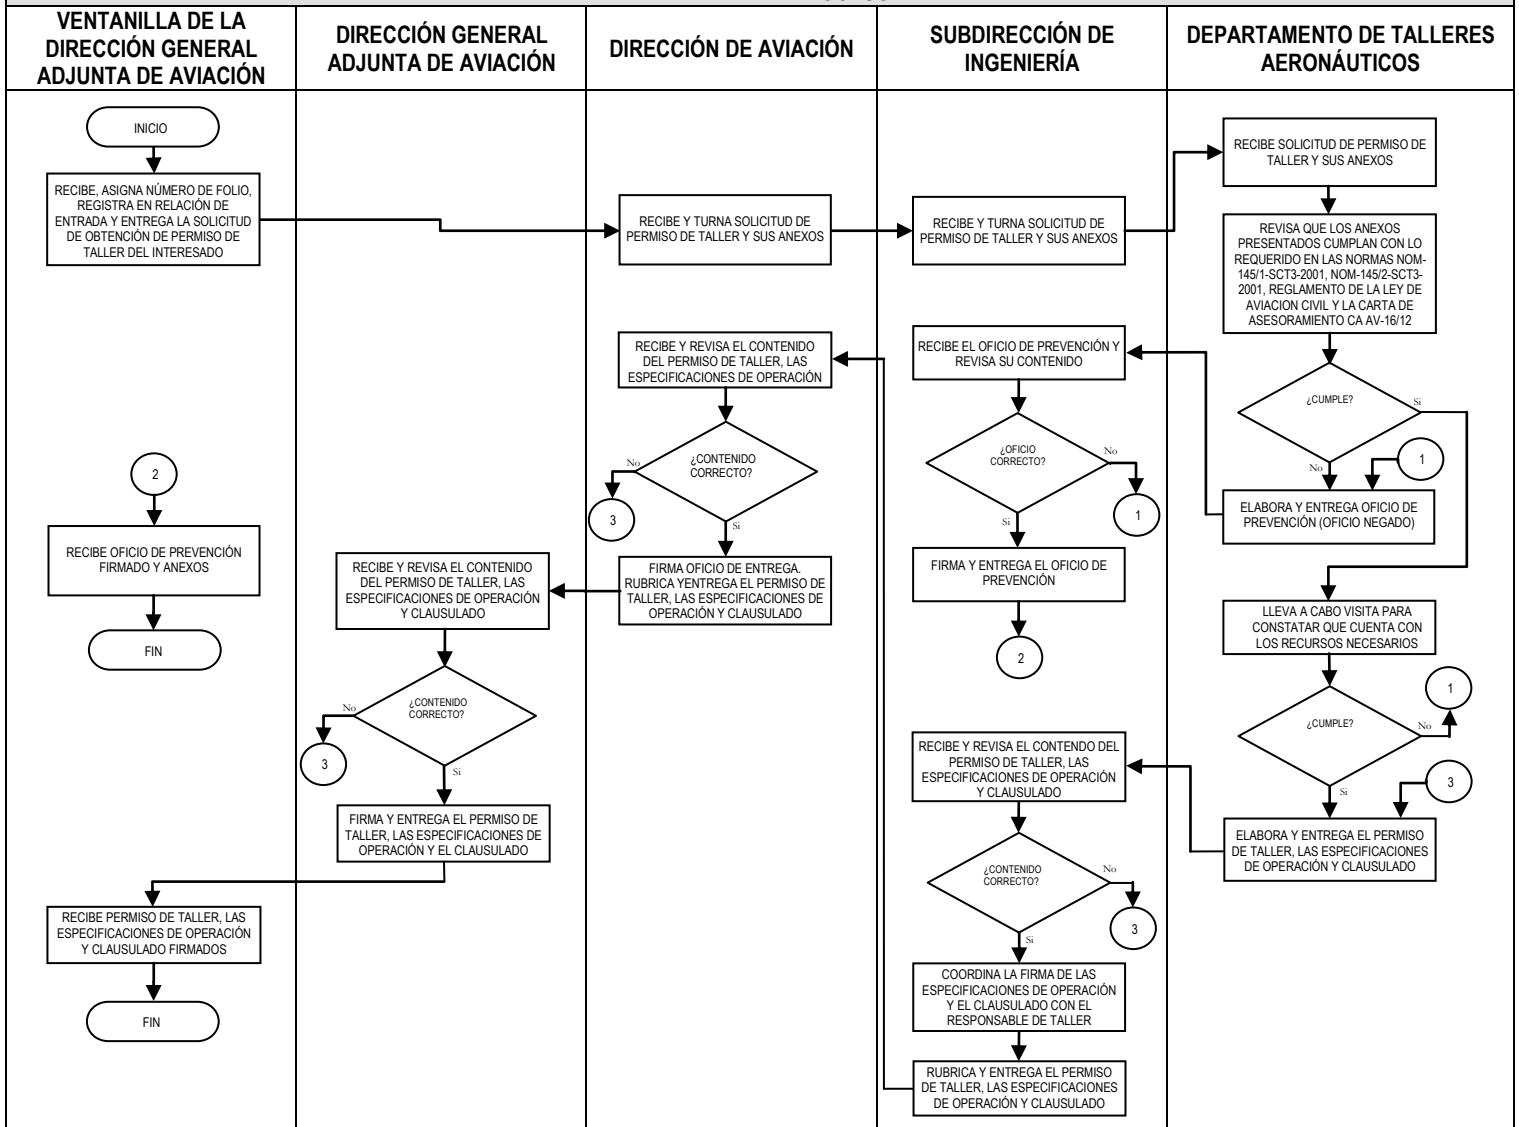 VENTANILLA DE LA
DIRECCIÓN GENERAL
ADJUNTA DE AVIACIÓN
DIRECCIÓN GENERAL
ADJUNTA DE AVIACIÓN
DIRECCIÓN DE AVIACIÓN
SUBDIRECCIÓN DE
INGENIERÍA
DEPARTAMENTO DE TALLERES
AERONÁUTICOS
INICIO
RECIBE, ASIGNA NÚMERO DE FOLIO,
REGISTRA EN RELACIÓN DE
ENTRADA Y ENTREGA LA SOLICITUD
DE OBTENCIÓN DE PERMISO DE
TALLER DEL INTERESADO
2
RECIBE OFICIO DE PREVENCIÓN
FIRMADO Y ANEXOS
FIN
RECIBE PERMISO DE TALLER, LAS
ESPECIFICACIONES DE OPERACIÓN
Y CLAUSULADO FIRMADOS
FIN
RECIBE Y REVISA EL CONTENIDO
DEL PERMISO DE TALLER, LAS
ESPECIFICACIONES DE OPERACIÓN
Y CLAUSULADO
¿CONTENIDO
CORRECTO?
No
3
Si
FIRMA Y ENTREGA EL PERMISO DE
TALLER, LAS ESPECIFICACIONES DE
OPERACIÓN Y EL CLAUSULADO
RECIBE Y TURNA SOLICITUD DE
PERMISO DE TALLER Y SUS ANEXOS
RECIBE Y REVISA EL CONTENIDO
DEL PERMISO DE TALLER, LAS
ESPECIFICACIONES DE OPERACIÓN
¿CONTENIDO
CORRECTO?
No
3
Si
FIRMA OFICIO DE ENTREGA.
RUBRICA YENTREGA EL PERMISO DE
TALLER, LAS ESPECIFICACIONES DE
OPERACIÓN Y CLAUSULADO
RECIBE Y TURNA SOLICITUD DE
PERMISO DE TALLER Y SUS ANEXOS
RECIBE EL OFICIO DE PREVENCIÓN Y
REVISA SU CONTENIDO
¿OFICIO
CORRECTO?
No
1
Si
FIRMA Y ENTREGA EL OFICIO DE
PREVENCIÓN
2
RECIBE Y REVISA EL CONTENDO DEL
PERMISO DE TALLER, LAS
ESPECIFICACIONES DE OPERACIÓN
Y CLAUSULADO
¿CONTENIDO
CORRECTO?
No
3
Si
COORDINA LA FIRMA DE LAS
ESPECIFICACIONES DE OPERACIÓN
Y EL CLAUSULADO CON EL
RESPONSABLE DE TALLER
RUBRICA Y ENTREGA EL PERMISO
DE TALLER, LAS ESPECIFICACIONES
DE OPERACIÓN Y CLAUSULADO
RECIBE SOLICITUD DE PERMISO DE
TALLER Y SUS ANEXOS
REVISA QUE LOS ANEXOS
PRESENTADOS CUMPLAN CON LO
REQUERIDO EN LAS NORMAS NOM-
145/1-SCT3-2001, NOM-145/2-SCT3-
2001, REGLAMENTO DE LA LEY DE
AVIACION CIVIL Y LA CARTA DE
ASESORAMIENTO CA AV-16/12
¿CUMPLE?
Si
No
1
ELABORA Y ENTREGA OFICIO DE
PREVENCIÓN (OFICIO NEGADO)
LLEVA A CABO VISITA PARA
CONSTATAR QUE CUENTA CON
LOS RECURSOS NECESARIOS
1
¿CUMPLE?
No
Si
3
ELABORA Y ENTREGA EL PERMISO
DE TALLER, LAS ESPECIFICACIONES
DE OPERACIÓN Y CLAUSULADO